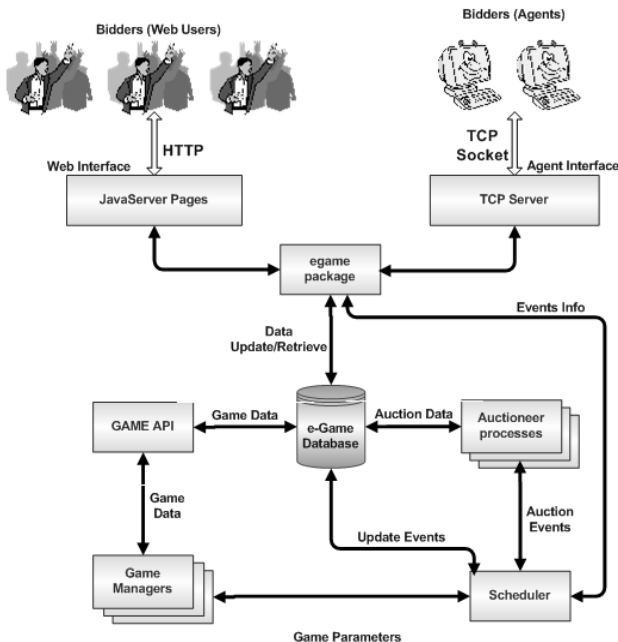 Bidders (Web Users)
Bidders (Agents)
HTTP
TCP
Socket
Web Interface
Agent Interface
JavaServer Pages
TCP Server
egame
package
Events Info
Data
Update/Retrieve
GAME API
Game Data
e-Game
Database
Auction Data
Auctioneer
processes
Game
Data
Auction
Events
Update Events
Game
Managers
Scheduler
Game Parameters